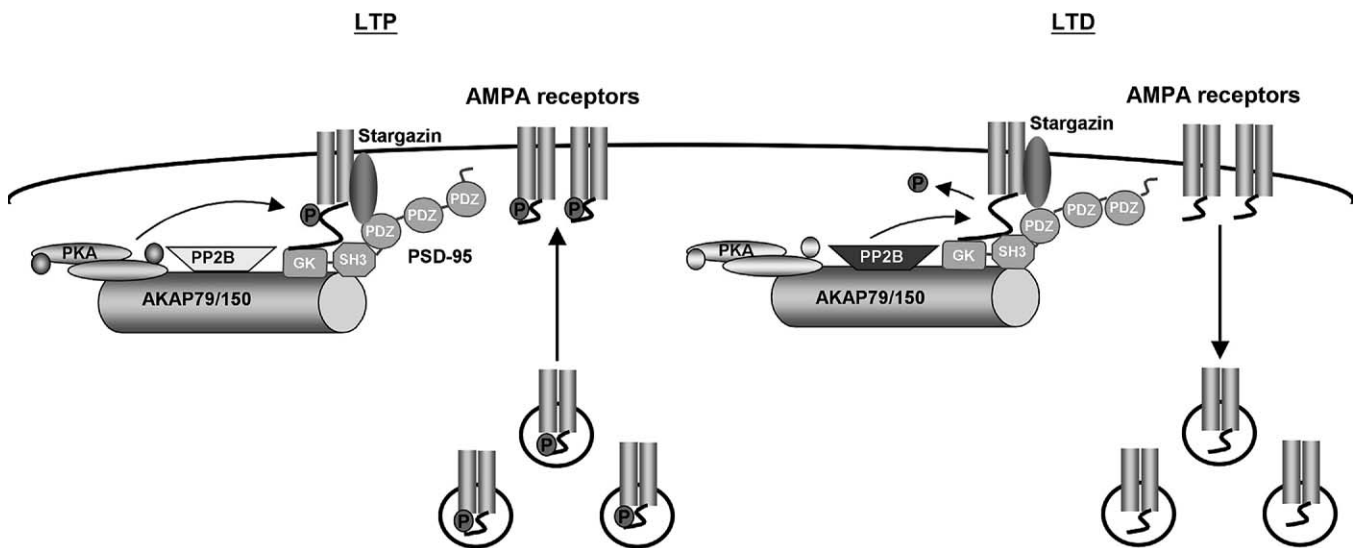 LTP
LTD
AMPA receptors
AMPA receptors
Stargazin
Stargazin
P
P
P
P
PDZ
PDZ
PDZ
PDZ
PDZ
PDZ
PKA
PP2B
GK
SH3
PSD-95
PKA
PP2B
GK
SH3
AKAP79/150
AKAP79/150
P
P
P